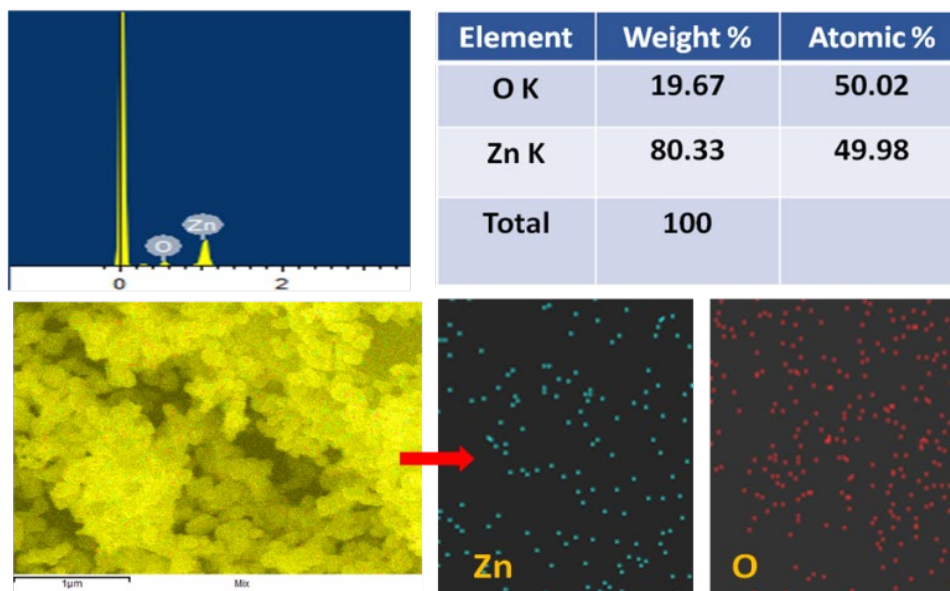 O
Zn
0 2
Element Weight % Atomic %
O K 19.67 50.02
Zn K 80.33 49.98
Total 100
1µm Mix
Zn
O